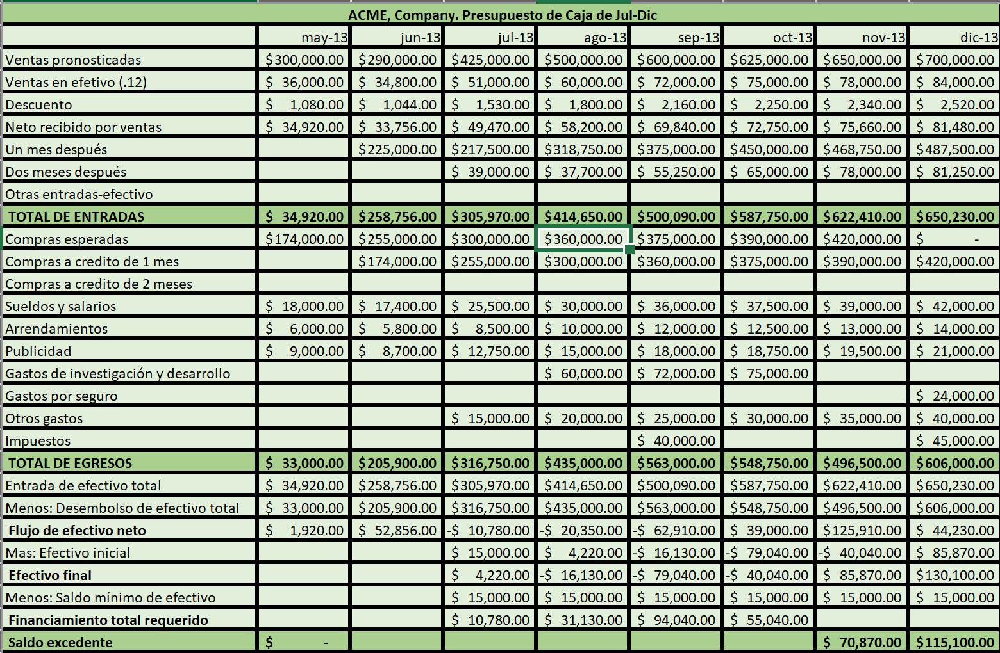 ACME, Company. Presupuesto de Caja de Jul-Dic
may-13 jun-13 jul-13 ago-13 sep-13 oct-13 nov-13 dic-13
Ventas pronosticadas $300,000.00 $290,000.00 $425,000.00 $500,000.00 $600,000.00 $625,000.00 $650,000.00 $700,000.00
Ventas en efetivo (.12) $ 36,000.00 $ 34,800.00 $ 51,000.00 $ 60,000.00 $ 72,000.00 $ 75,000.00 $ 78,000.00 $ 84,000.00
Descuento $ 1,080.00 $ 1,044.00 $ 1,530.00 $ 1,800.00 $ 2,160.00 $ 2,250.00 $ 2,340.00 $ 2,520.00
Neto recibido por ventas $ 34,920.00 $ 33,756.00 $ 49,470.00 $ 58,200.00 $ 69,840.00 $ 72,750.00 $ 75,660.00 $ 81,480.00
Un mes después $225,000.00 $217,500.00 $318,750.00 $375,000.00 $450,000.00 $468,750.00 $487,500.00
Dos meses después $ 39,000.00 $ 37,700.00 $ 55,250.00 $ 65,000.00 $ 78,000.00 $ 81,250.00
Otras entradas-efectivo
TOTAL DE ENTRADAS $ 34,920.00 $258,756.00 $305,970.00 $414,650.00 $500,090.00 $587,750.00 $622,410.00 $650,230.00
Compras esperadas $174,000.00 $255,000.00 $300,000.00 $360,000.00 $375,000.00 $390,000.00 $420,000.00 $ -
Compras a credito de 1 mes $174,000.00 $255,000.00 $300,000.00 $360,000.00 $375,000.00 $390,000.00 $420,000.00
Compras a credito de 2 meses
Sueldos y salarios $ 18,000.00 $ 17,400.00 $ 25,500.00 $ 30,000.00 $ 36,000.00 $ 37,500.00 $ 39,000.00 $ 42,000.00
Arrendamientos $ 6,000.00 $ 5,800.00 $ 8,500.00 $ 10,000.00 $ 12,000.00 $ 12,500.00 $ 13,000.00 $ 14,000.00
Publicidad $ 9,000.00 $ 8,700.00 $ 12,750.00 $ 15,000.00 $ 18,000.00 $ 18,750.00 $ 19,500.00 $ 21,000.00
Gastos de investigación y desarrollo $ 60,000.00 $ 72,000.00 $ 75,000.00
Gastos por seguro $ 24,000.00
Otros gastos $ 15,000.00 $ 20,000.00 $ 25,000.00 $ 30,000.00 $ 35,000.00 $ 40,000.00
Impuestos $ 40,000.00 $ 45,000.00
TOTAL DE EGRESOS $ 33,000.00 $205,900.00 $316,750.00 $435,000.00 $563,000.00 $548,750.00 $496,500.00 $606,000.00
Entrada de efectivo total $ 34,920.00 $258,756.00 $305,970.00 $414,650.00 $500,090.00 $587,750.00 $622,410.00 $650,230.00
Menos: Desembolso de efectivo total $ 33,000.00 $205,900.00 $316,750.00 $435,000.00 $563,000.00 $548,750.00 $496,500.00 $606,000.00
Flujo de efectivo neto $ 1,920.00 $ 52,856.00 -$ 10,780.00 -$ 20,350.00 -$ 62,910.00 $ 39,000.00 $125,910.00 $ 44,230.00
Mas: Efectivo inicial $ 15,000.00 $ 4,220.00 -$ 16,130.00 -$ 79,040.00 -$ 40,040.00 $ 85,870.00
Efectivo final $ 4,220.00 -$ 16,130.00 -$ 79,040.00 -$ 40,040.00 $ 85,870.00 $130,100.00
Menos: Saldo mínimo de efectivo $ 15,000.00 $ 15,000.00 $ 15,000.00 $ 15,000.00 $ 15,000.00 $ 15,000.00
Financiamiento total requerido $ 10,780.00 $ 31,130.00 $ 94,040.00 $ 55,040.00
Saldo excedente $ - $ 70,870.00 $115,100.00